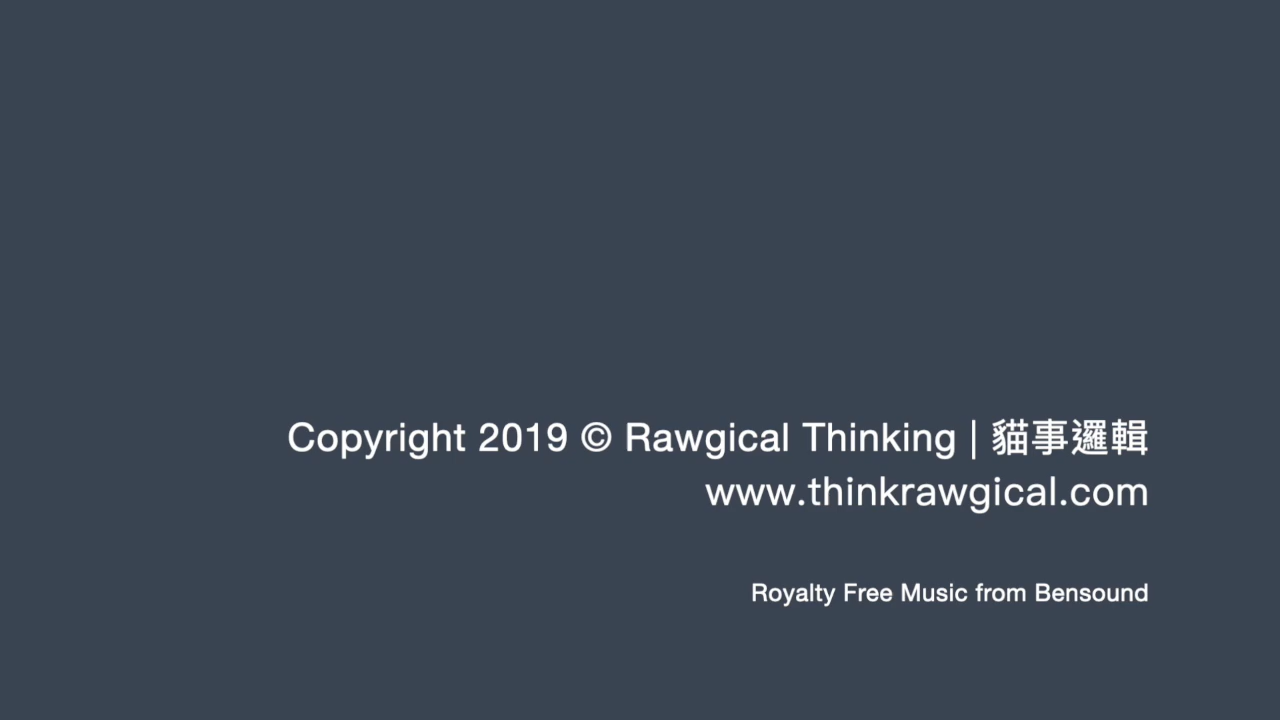 Copyright 2019 © Rawgical Thinking | 貓事邏輯
www.thinkrawgical.com
Royalty Free Music from Bensound